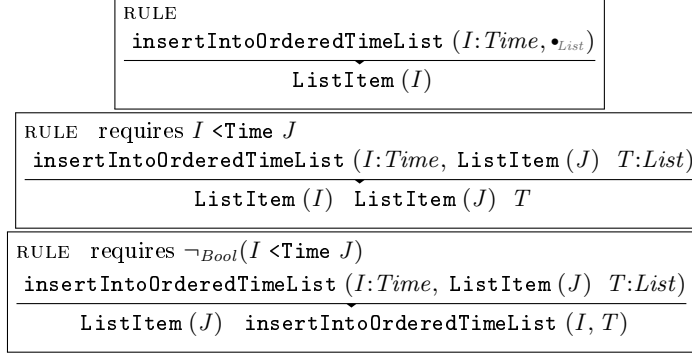 RULE
insertIntoOrderedTimeList (I:Time, •List)
ListItem (I)
RULE requires I <Time J
insertIntoOrderedTimeList (I:Time, ListItem (J) T:List)
ListItem (I) ListItem (J) T
RULE requires ¬Bool(I <Time J)
insertIntoOrderedTimeList (I:Time, ListItem (J) T:List)
ListItem (J) insertIntoOrderedTimeList (I, T)